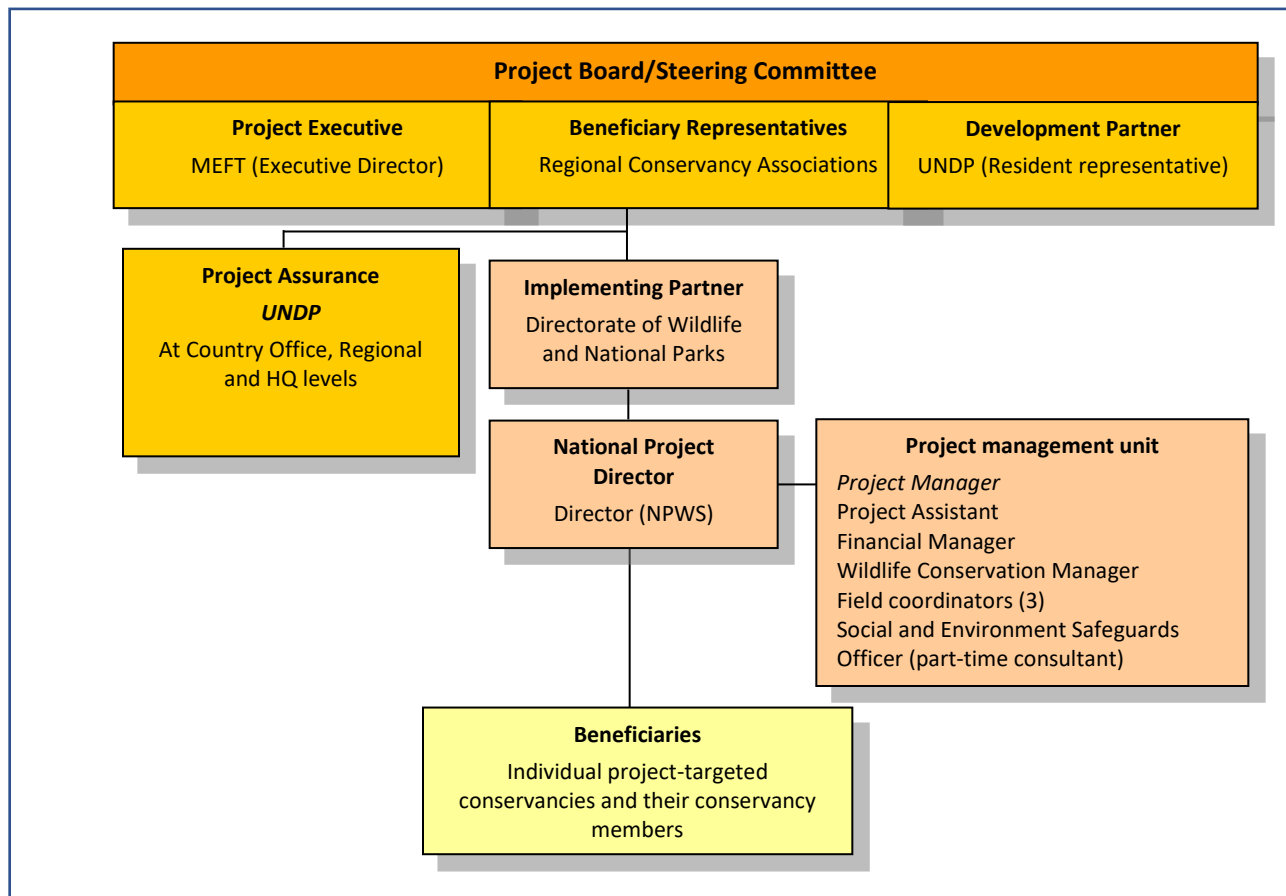 Project Board/Steering Committee
Project Executive
MEFT (Executive Director)
Beneficiary Representatives
Regional Conservancy Associations
Development Partner
UNDP (Resident representative)
Project Assurance
UNDP
At Country Office, Regional
and HQ levels
Implementing Partner
Directorate of Wildlife
and National Parks
National Project
Director
Director (NPWS)
Project management unit
Project Manager
Project Assistant
Financial Manager
Wildlife Conservation Manager
Field coordinators (3)
Social and Environment Safeguards
Officer (part-time consultant)
Beneficiaries
Individual project-targeted
conservancies and their conservancy
members